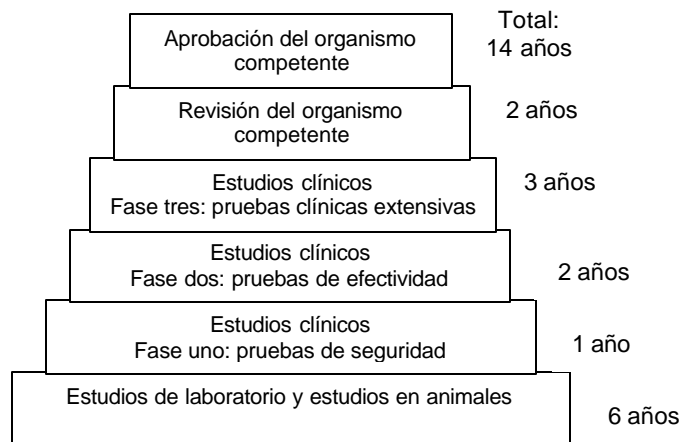 Aprobación del organismo
competente
Total:
14 años
Revisión del organismo
competente
2 años
Estudios clínicos
Fase tres: pruebas clínicas extensivas
3 años
Estudios clínicos
Fase dos: pruebas de efectividad
2 años
Estudios clínicos
Fase uno: pruebas de seguridad
1 año
Estudios de laboratorio y estudios en animales
6 años